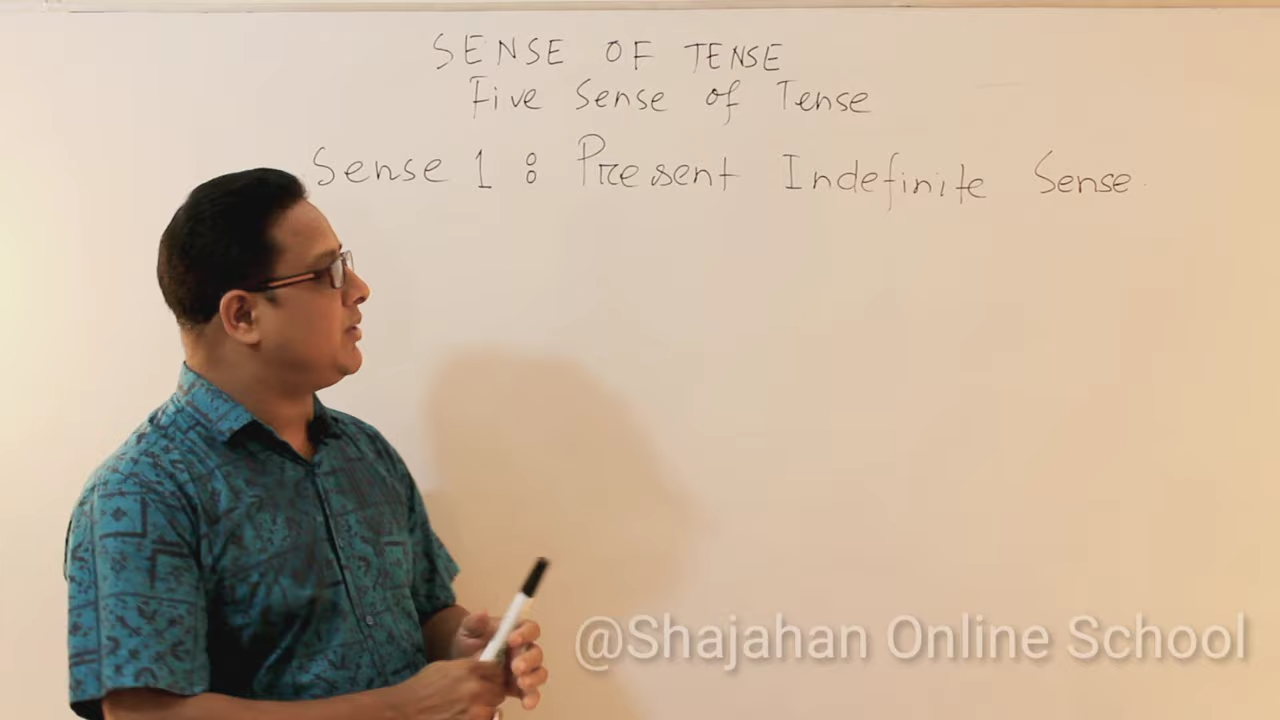 SENSE OF TENSE
Five Sense of Tense
Sense 1 : Present Indefinite Sense
@Shajahan Online School